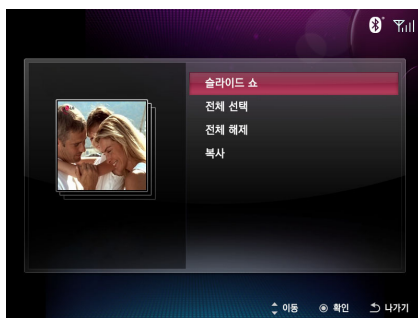 슬라이드 쇼
전체 선택
전체 해제
복사
이동 확인 나가기